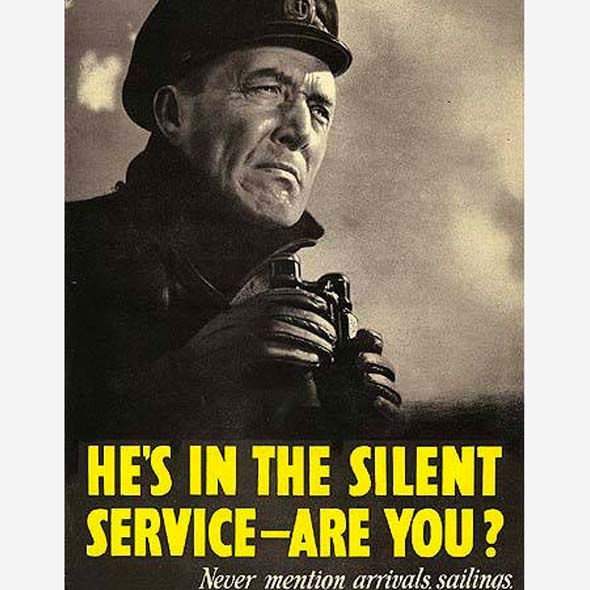 HE'S IN THE SILENT
SERVICE—ARE YOU?
Never mention arrivals, sailings,